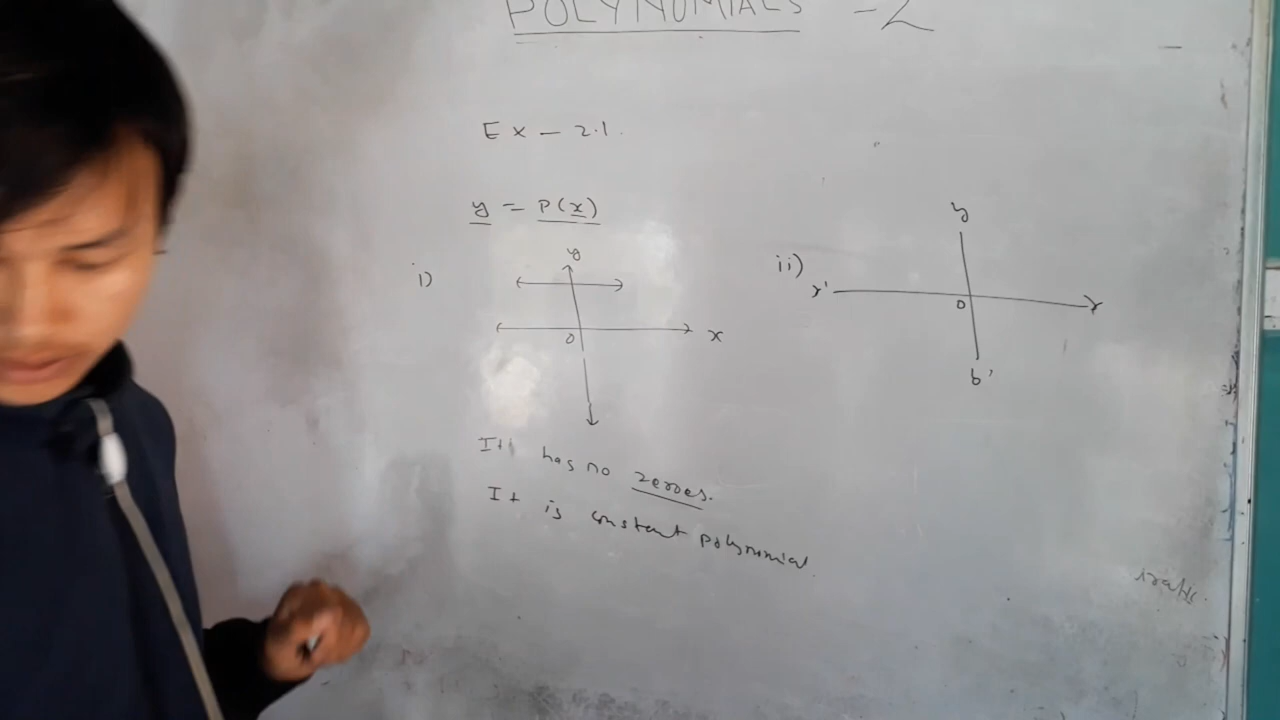 POLYNOMIALS - 2
Ex - 2.1.
y = P(x)
i)
y
0
x
It has no zeroes.
It is constant polynomial.
ii)
y
x'
0
x
b'